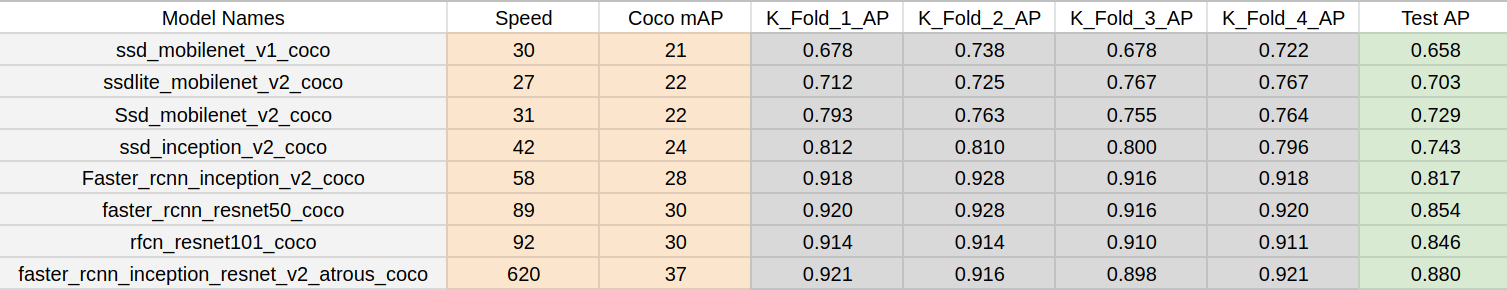 Model Names Speed Coco mAP K_Fold_1_AP K_Fold_2_AP K_Fold_3_AP K_Fold_4_AP Test AP
ssd_mobilenet_v1_coco 30 21 0.678 0.738 0.678 0.722 0.658
ssdlite_mobilenet_v2_coco 27 22 0.712 0.725 0.767 0.767 0.703
Ssd_mobilenet_v2_coco 31 22 0.793 0.763 0.755 0.764 0.729
ssd_inception_v2_coco 42 24 0.812 0.810 0.800 0.796 0.743
Faster_rcnn_inception_v2_coco 58 28 0.918 0.928 0.916 0.918 0.817
faster_rcnn_resnet50_coco 89 30 0.920 0.928 0.916 0.920 0.854
rfcn_resnet101_coco 92 30 0.914 0.914 0.910 0.911 0.846
faster_rcnn_inception_resnet_v2_atrous_coco 620 37 0.921 0.916 0.898 0.921 0.880